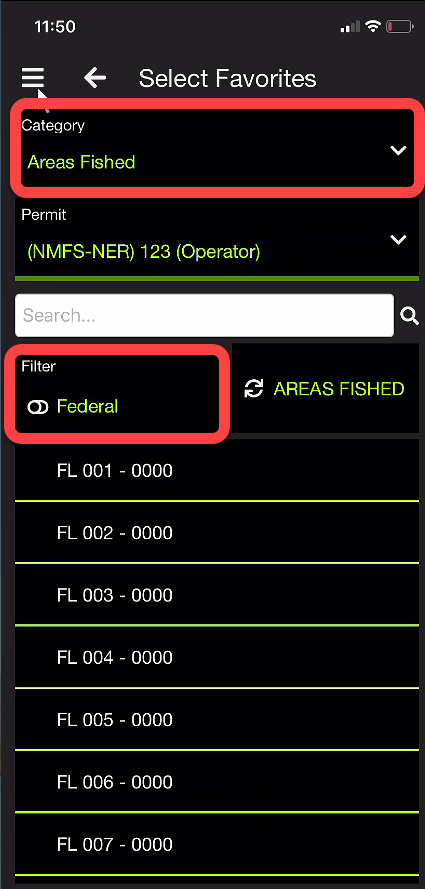 11:50
Select Favorites
Category
Areas Fished
Permit
(NMFS-NER) 123 (Operator)
Search...
Filter
Federal
AREAS FISHED
FL 001 - 0000
FL 002 - 0000
FL 003 - 0000
FL 004 - 0000
FL 005 - 0000
FL 006 - 0000
FL 007 - 0000